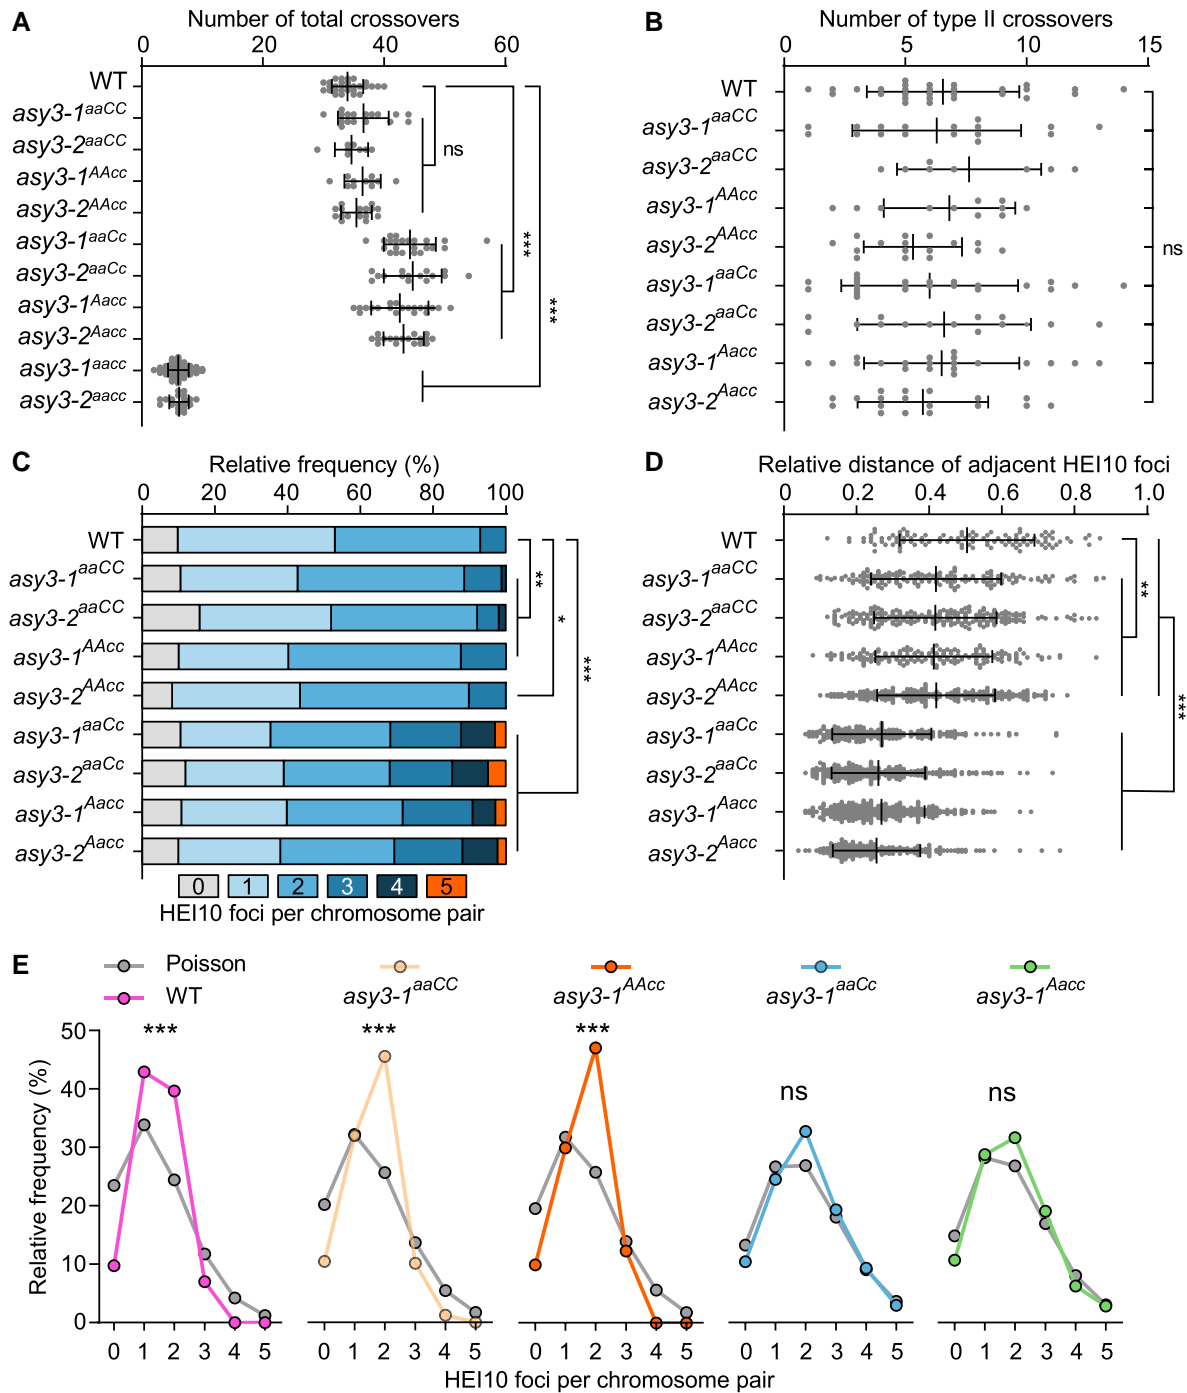 A
Number of total crossovers
0 20 40 60
WT
asy3-1aaCC
asy3-2aaCC
asy3-1AAcc
asy3-2AAcc
asy3-1aaCc
asy3-2aaCc
asy3-1Aacc
asy3-2Aacc
asy3-1aacc
asy3-2aacc
ns
***
***
B
Number of type II crossovers
0 5 10 15
WT
asy3-1aaCC
asy3-2aaCC
asy3-1AAcc
asy3-2AAcc
asy3-1aaCc
asy3-2aaCc
asy3-1Aacc
asy3-2Aacc
ns
C
Relative frequency (%)
0 20 40 60 80 100
WT
asy3-1aaCC
asy3-2aaCC
asy3-1AAcc
asy3-2AAcc
asy3-1aaCc
asy3-2aaCc
asy3-1Aacc
asy3-2Aacc
**
*
***
0 1 2 3 4 5
HEI10 foci per chromosome pair
D
Relative distance of adjacent HEI10 foci
0 0.2 0.4 0.6 0.8 1.0
WT
asy3-1aaCC
asy3-2aaCC
asy3-1AAcc
asy3-2AAcc
asy3-1aaCc
asy3-2aaCc
asy3-1Aacc
asy3-2Aacc
**
***
E
Poisson
WT
asy3-1aaCC
asy3-1AAcc
asy3-1aaCc
asy3-1Aacc
*** *** *** ns ns
Relative frequency (%)
50
40
30
20
10
0
0 1 2 3 4 5 0 1 2 3 4 5 0 1 2 3 4 5 0 1 2 3 4 5 0 1 2 3 4 5
HEI10 foci per chromosome pair